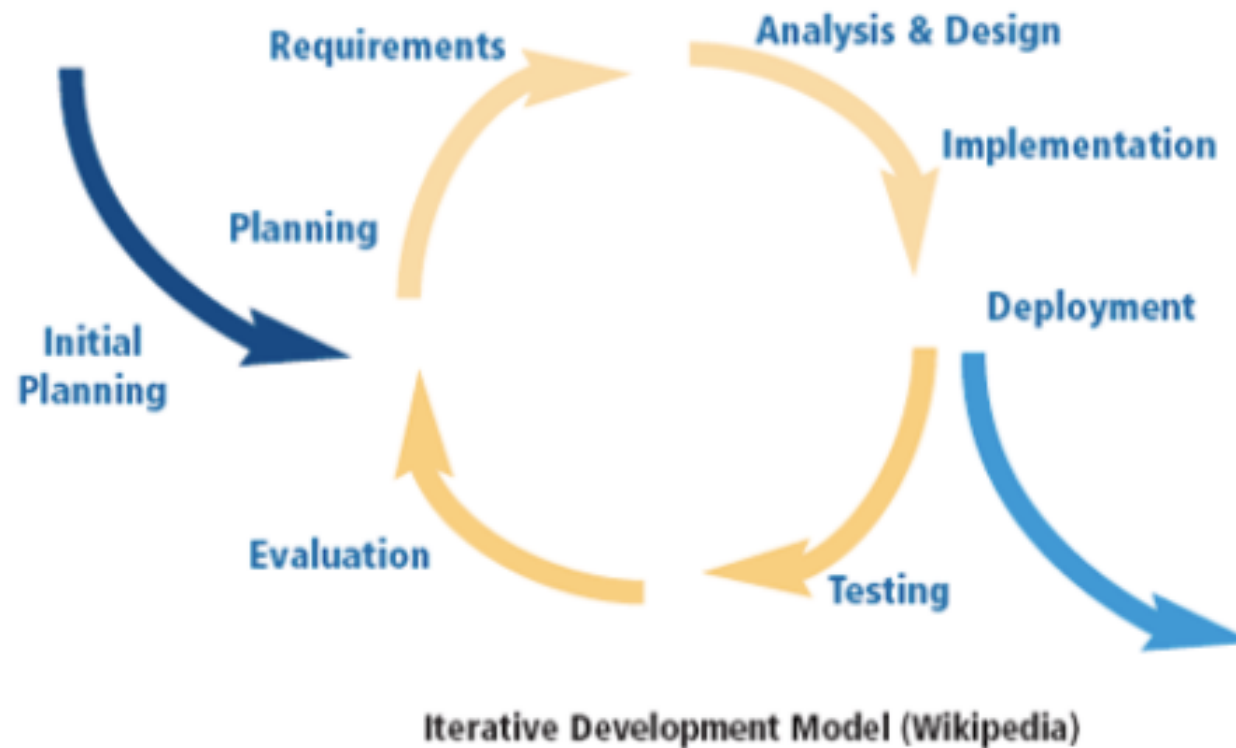 Requirements
Analysis & Design
Implementation
Planning
Deployment
Initial
Planning
Evaluation
Testing
Iterative Development Model (Wikipedia)